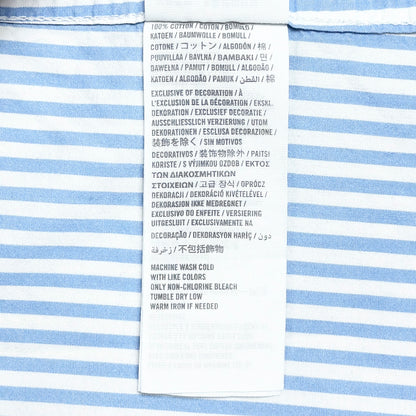 100% COTTON / COTON / BOMULD /
KATOEN / BAUMWOLLE / BOMULL /
COTONE / コットン / ALGODÓN / 棉 /
PUUVILLAA / BAVLNA / ΒΑΜΒΑΚΙ / 면 /
BAWEŁNA / PAMUT / BOMULL / ALGODÃO /
KATOEN / ALGODÃO / PAMUK / القطن / 棉
EXCLUSIVE OF DECORATION / À
L'EXCLUSION DE LA DÉCORATION / EKSKL.
DEKORATION / EXCLUSIEF DECORATIE /
AUSSCHLIESSLICH VERZIERUNG / UTOM
DEKORATIONEN / ESCLUSA DECORAZIONE /
装飾を除く / SIN MOTIVOS
DECORATIVOS / 装饰物除外 / PAITSI
KORISTE / S VÝJIMKOU OZDOB / ΕΚΤΟΣ
ΤΩΝ ΔΙΑΚΟΣΜΗΤΙΚΩΝ
ΣΤΟΙΧΕΙΩΝ / 고급 장식 / OPRÓCZ
DEKORACJI / DEKORÁCIÓ KIVÉTELÉVEL /
DEKORASJON IKKE MEDREGNET /
EXCLUSIVO DO ENFEITE / VERSIERING
UITGESLUIT / EXCLUSIVAMENTE NA
DECORAÇÃO / DEKORASYON HARİÇ / دون
زخرفة / 不包括飾物
MACHINE WASH COLD
WITH LIKE COLORS
ONLY NON-CHLORINE BLEACH
TUMBLE DRY LOW
WARM IRON IF NEEDED